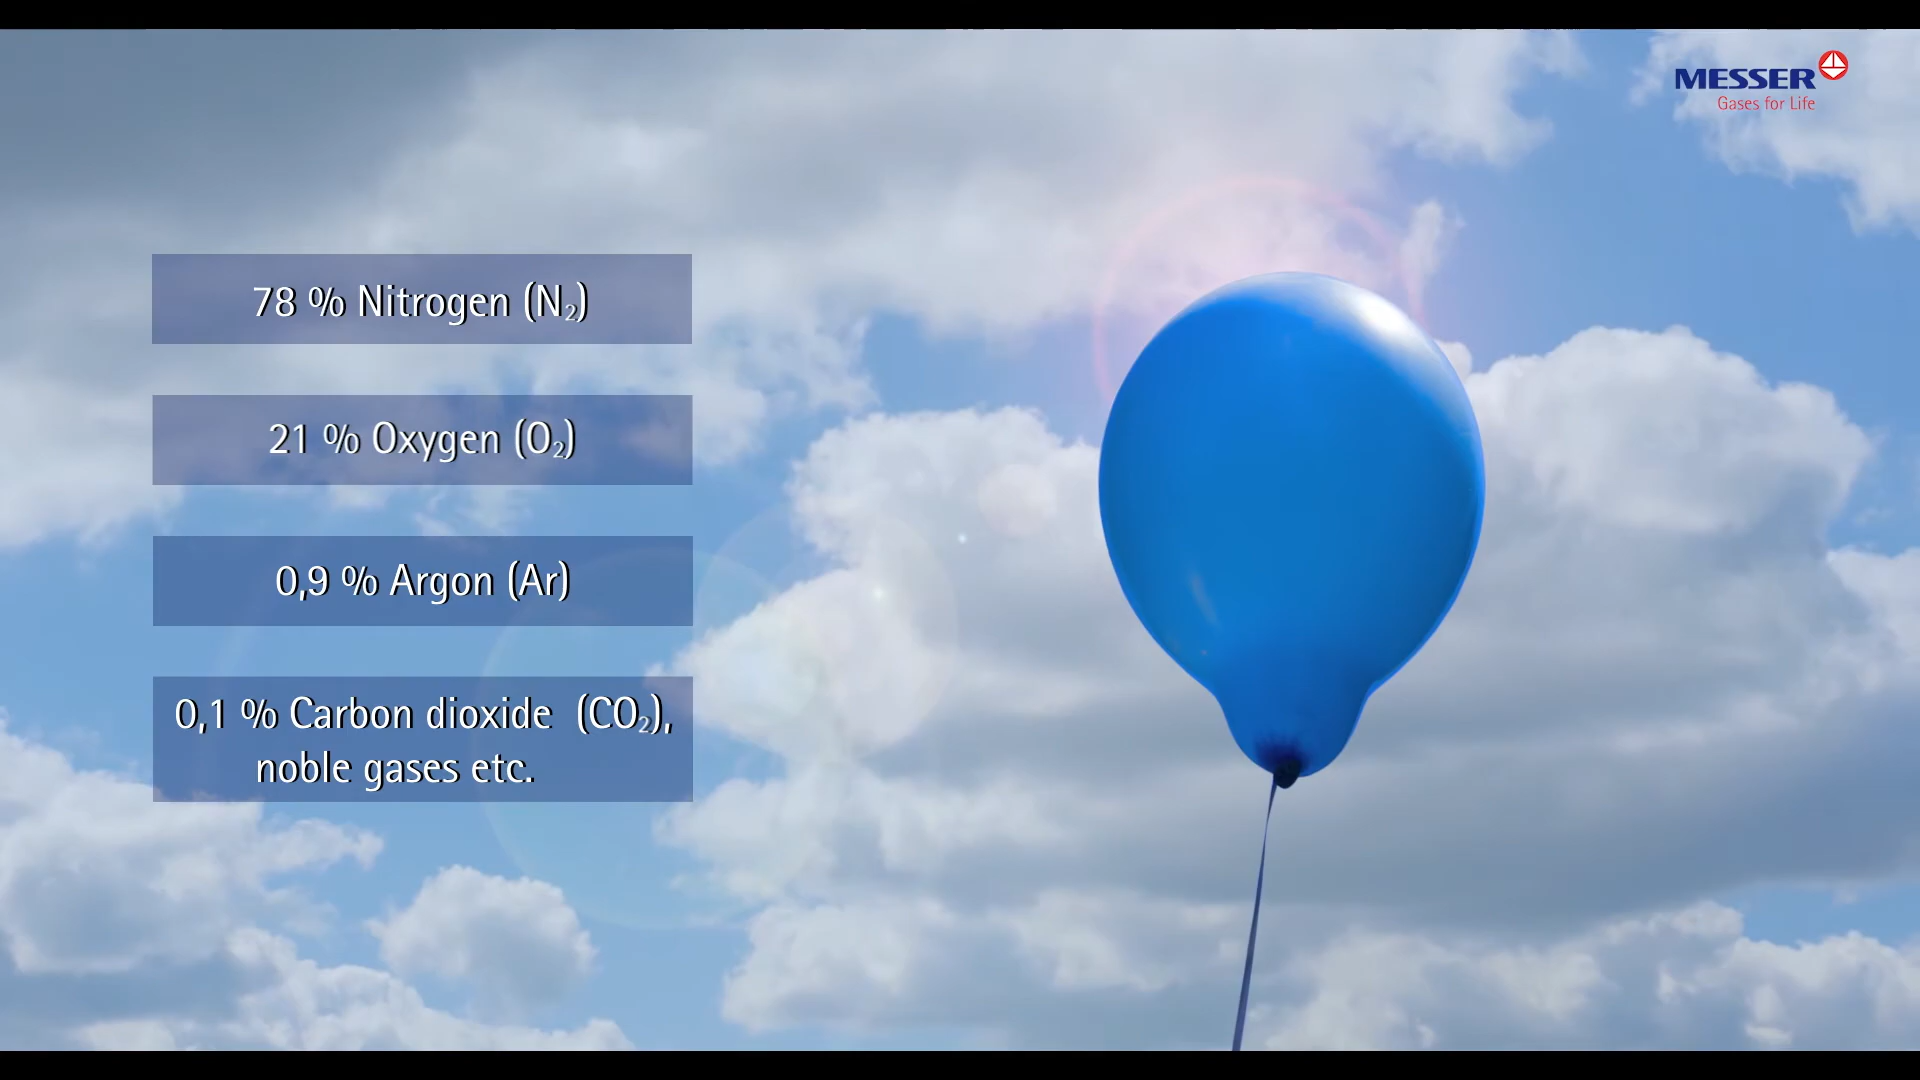 MESSER
Gases for Life
78 % Nitrogen (N₂)
21 % Oxygen (O₂)
0,9 % Argon (Ar)
0,1 % Carbon dioxide (CO₂),
noble gases etc.